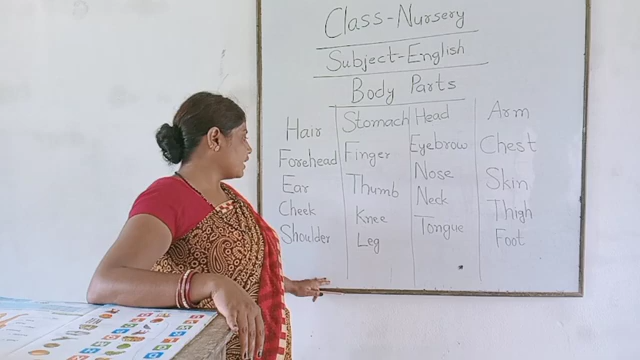 Class-Nursery
Subject-English
Body Parts
Hair Stomach Head Arm
Forehead Finger Eyebrow Chest
Ear Thumb Nose Skin
Cheek Knee Neck Thigh
Shoulder Leg Tongue Foot